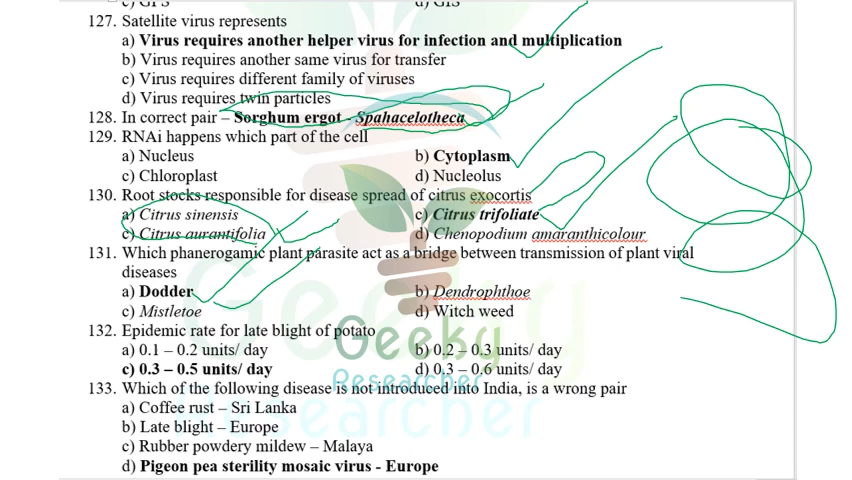 c) GPS d) GIS
127. Satellite virus represents
a) Virus requires another helper virus for infection and multiplication
b) Virus requires another same virus for transfer
c) Virus requires different family of viruses
d) Virus requires twin particles
128. In correct pair – Sorghum ergot - Spahacelotheca
129. RNAi happens which part of the cell
a) Nucleus b) Cytoplasm
c) Chloroplast d) Nucleolus
130. Root stocks responsible for disease spread of citrus exocortis
a) Citrus sinensis c) Citrus trifoliate
c) Citrus aurantifolia d) Chenopodium amaranthicolour
131. Which phanerogamic plant parasite act as a bridge between transmission of plant viral
diseases
a) Dodder b) Dendrophthoe
c) Mistletoe d) Witch weed
132. Epidemic rate for late blight of potato
a) 0.1 – 0.2 units/ day b) 0.2 – 0.3 units/ day
c) 0.3 – 0.5 units/ day d) 0.3 – 0.6 units/ day
133. Which of the following disease is not introduced into India, is a wrong pair
a) Coffee rust – Sri Lanka
b) Late blight – Europe
c) Rubber powdery mildew – Malaya
d) Pigeon pea sterility mosaic virus - Europe
Geeky
Researcher